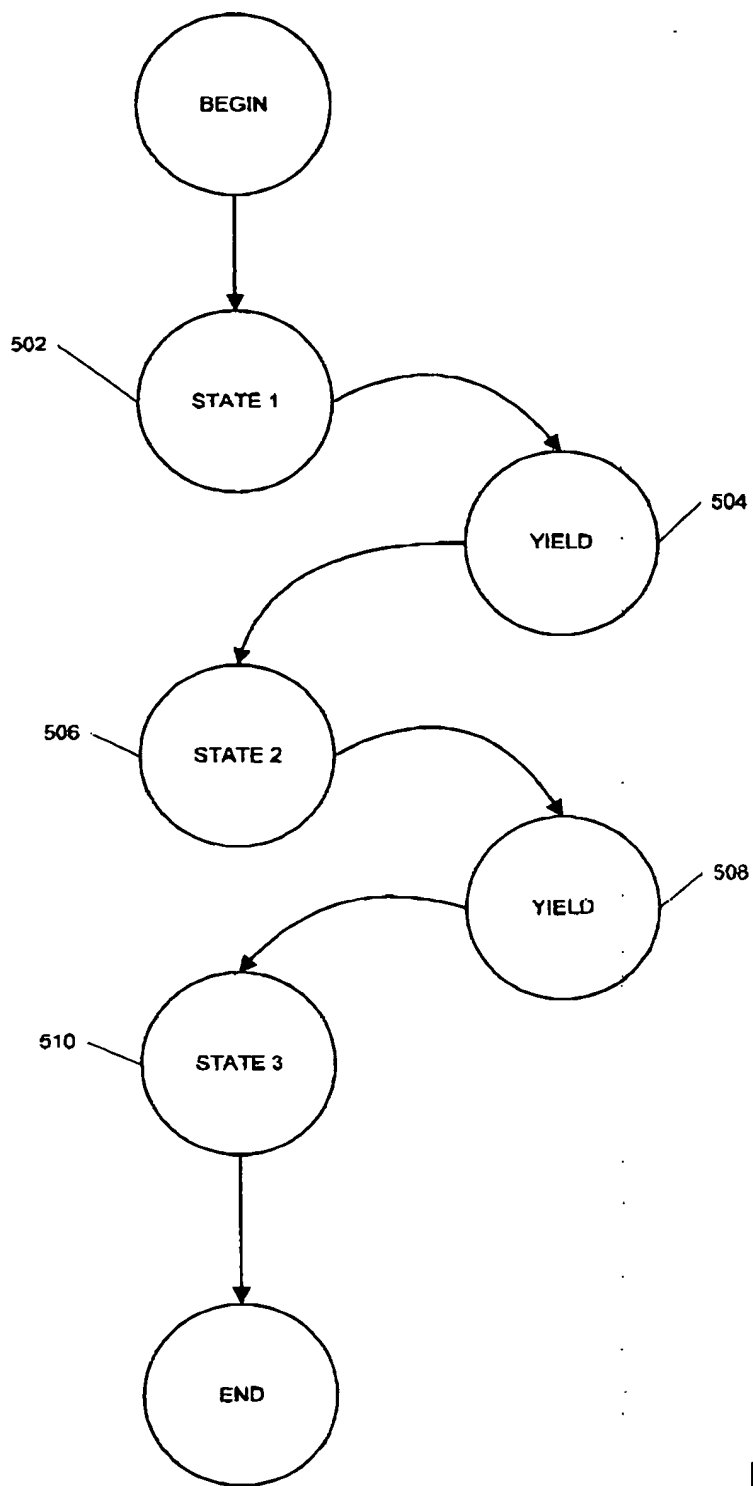 BEGIN
502
STATE 1
504
YIELD
506
STATE 2
508
YIELD
510
STATE 3
END